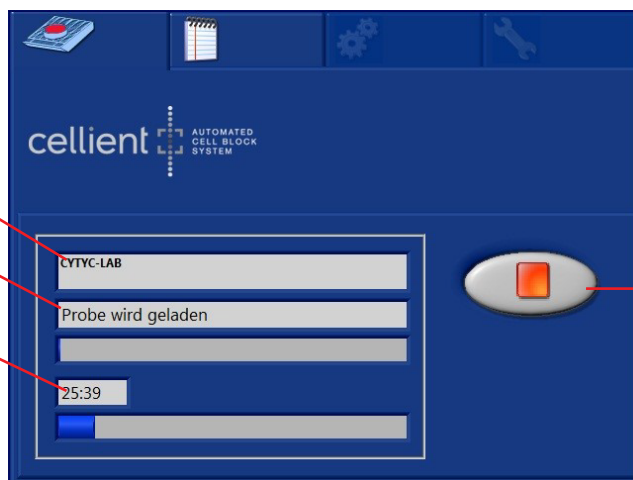 cellient AUTOMATED
CELL BLOCK
SYSTEM
CYTYC-LAB
Probe wird geladen
25:39